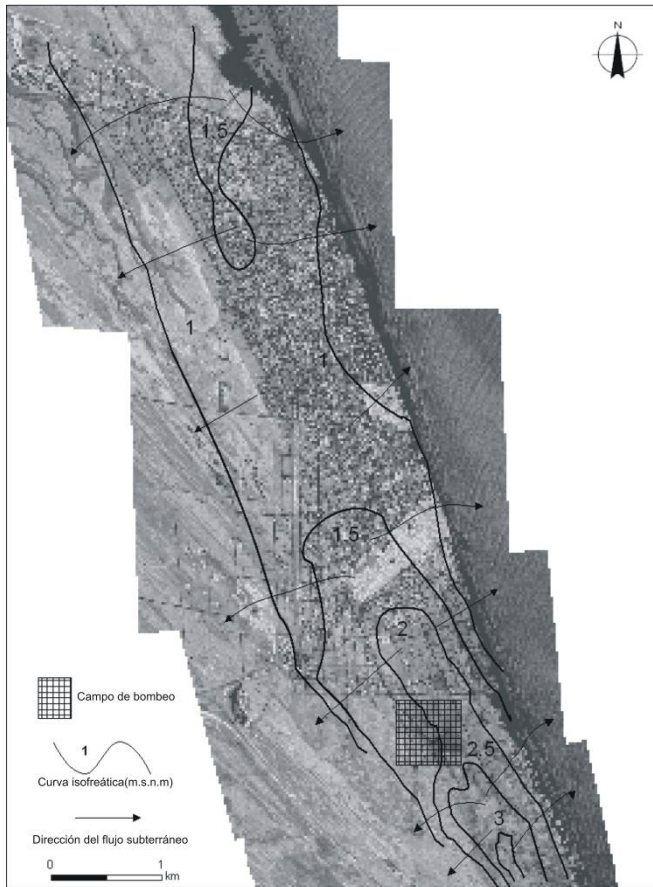 N
1.5
1
1
1.5
2
2.5
3
Campo de bombeo
1
Curva isofreática(m.s.n.m)
Dirección del flujo subterráneo
0 1
km